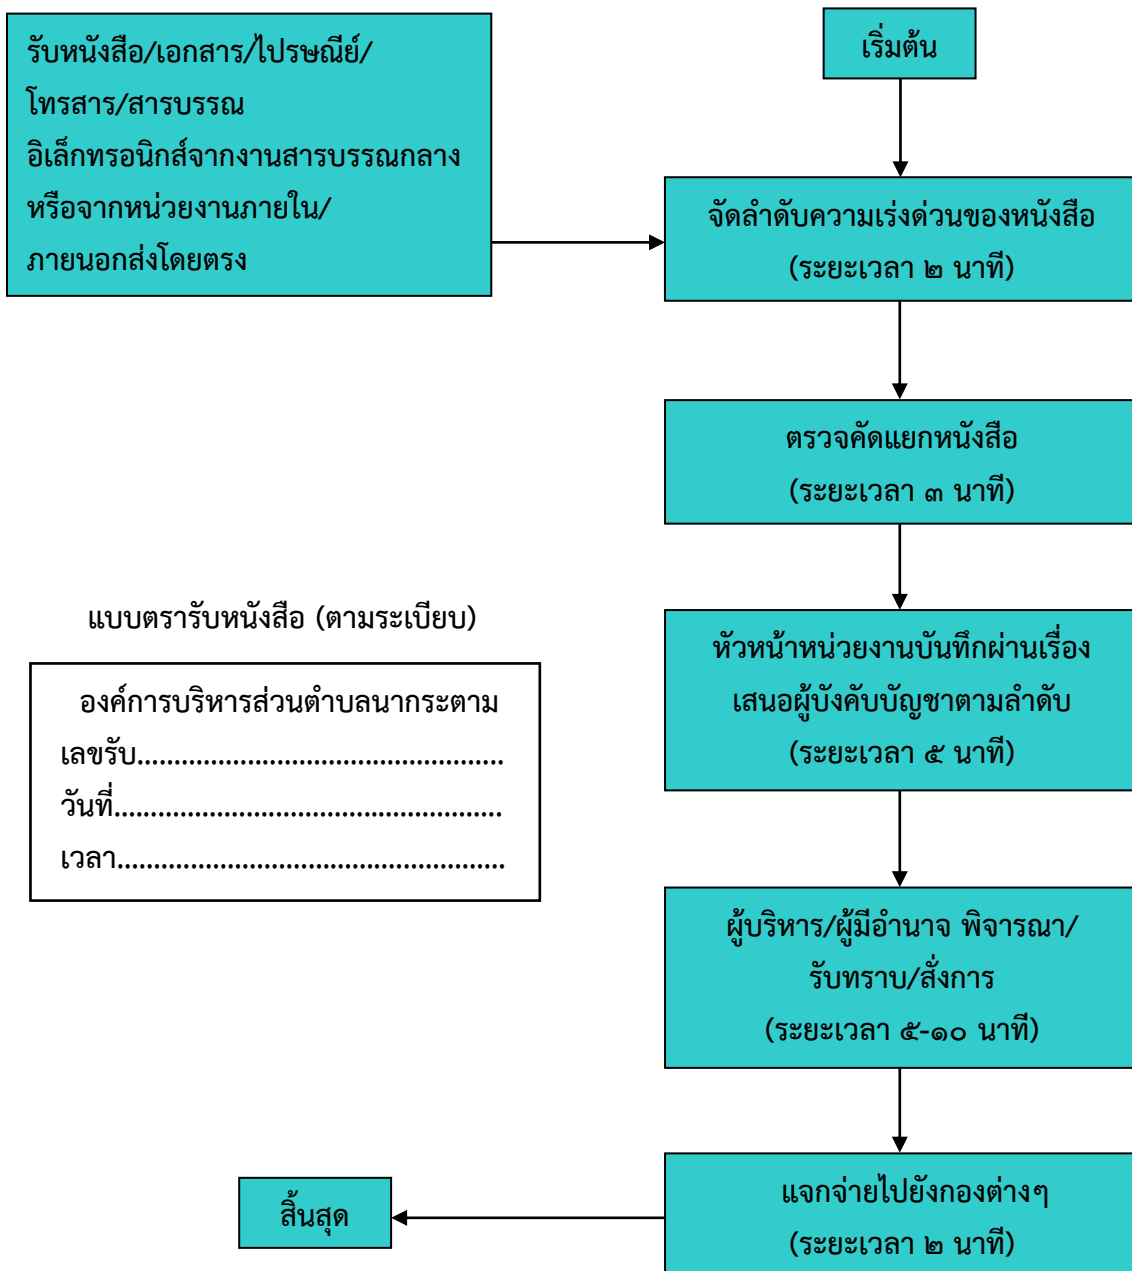 รับหนังสือ/เอกสาร/ไปรษณีย์/
โทรสาร/สารบรรณ
อิเล็กทรอนิกส์จากงานสารบรรณกลาง
หรือจากหน่วยงานภายใน/
ภายนอกส่งโดยตรง
เริ่มต้น
จัดลำดับความเร่งด่วนของหนังสือ
(ระยะเวลา ๒ นาที)
ตรวจคัดแยกหนังสือ
(ระยะเวลา ๓ นาที)
แบบตรารับหนังสือ (ตามระเบียบ)
องค์การบริหารส่วนตำบลนากระตาม
เลขรับ..................................................
วันที่.....................................................
เวลา.....................................................
หัวหน้าหน่วยงานบันทึกผ่านเรื่อง
เสนอผู้บังคับบัญชาตามลำดับ
(ระยะเวลา ๕ นาที)
ผู้บริหาร/ผู้มีอำนาจ พิจารณา/
รับทราบ/สั่งการ
(ระยะเวลา ๕-๑๐ นาที)
แจกจ่ายไปยังกองต่างๆ
(ระยะเวลา ๒ นาที)
สิ้นสุด